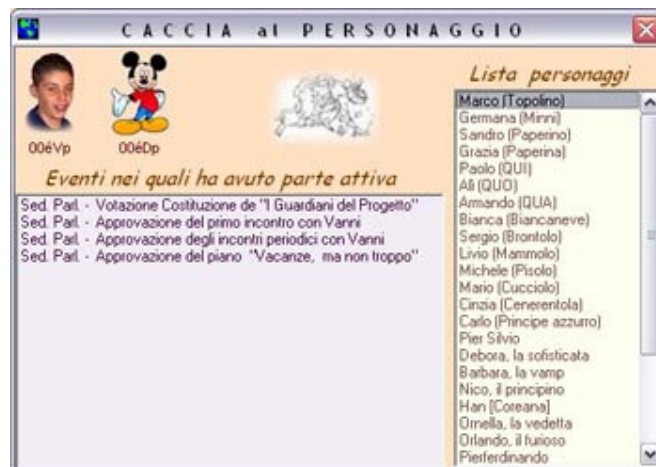 CACCIA al PERSONAGGIO
006Vp
006Dp
Eventi nei quali ha avuto parte attiva
Sed. Parl. - Votazione Costituzione de "I Guardiani del Progetto"
Sed. Parl. - Approvazione del primo incontro con Vanni
Sed. Parl. - Approvazione degli incontri periodici con Vanni
Sed. Parl. - Approvazione del piano "Vacanze, ma non troppo"
Lista personaggi
Marco (Topolino)
Germana (Minni)
Sandro (Paperino)
Grazia (Paperina)
Paolo (QUI)
Alì (QUO)
Armando (QUA)
Bianca (Biancaneve)
Sergio (Brontolo)
Livio (Mammolo)
Michele (Pisolo)
Mario (Cucciolo)
Cinzia (Cenerentola)
Carlo (Principe azzurro)
Pier Silvio
Debora, la sofisticata
Barbara, la vamp
Nico, il principino
Han [Coreana]
Ornella, la vedetta
Orlando, il furioso
Pierferdinando